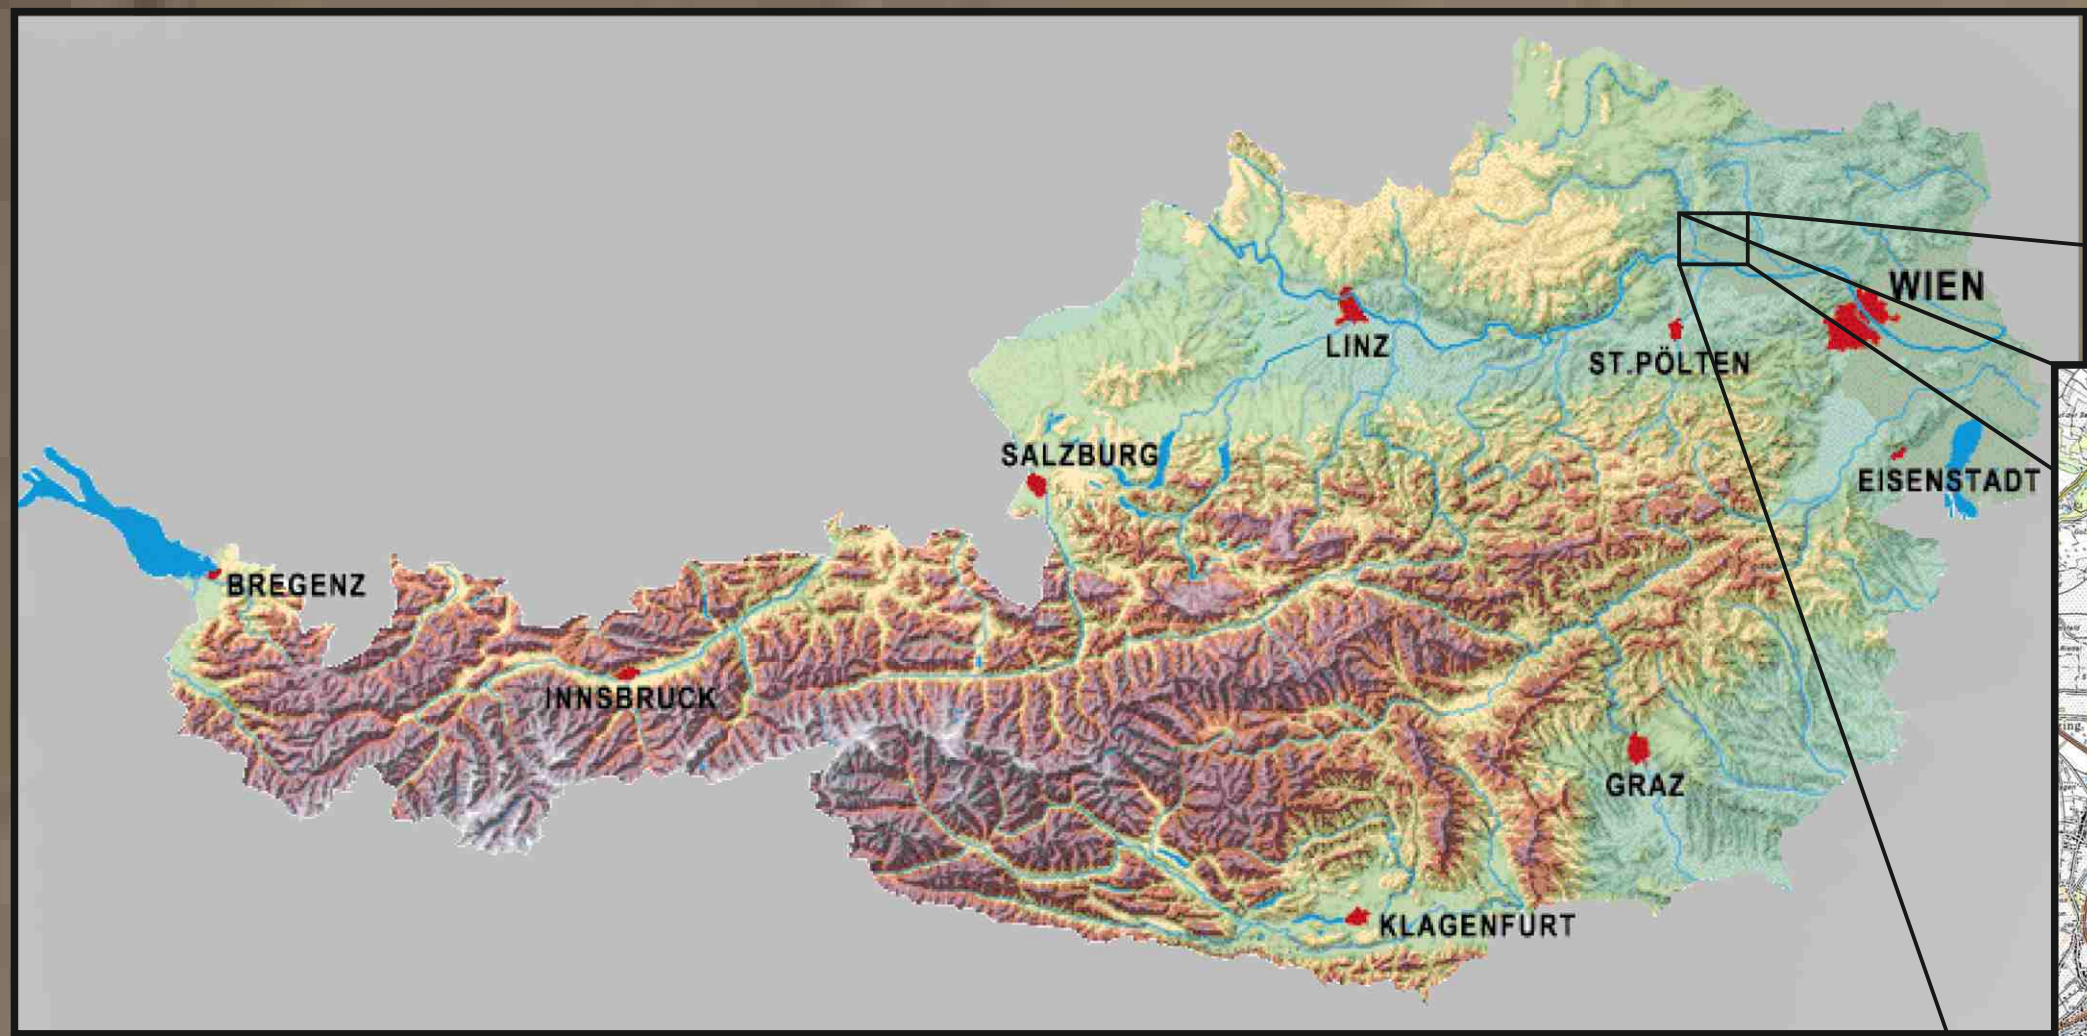 WIEN
LINZ
ST.PÖLTEN
SALZBURG
EISENSTADT
BREGENZ
INNSBRUCK
GRAZ
KLAGENFURT